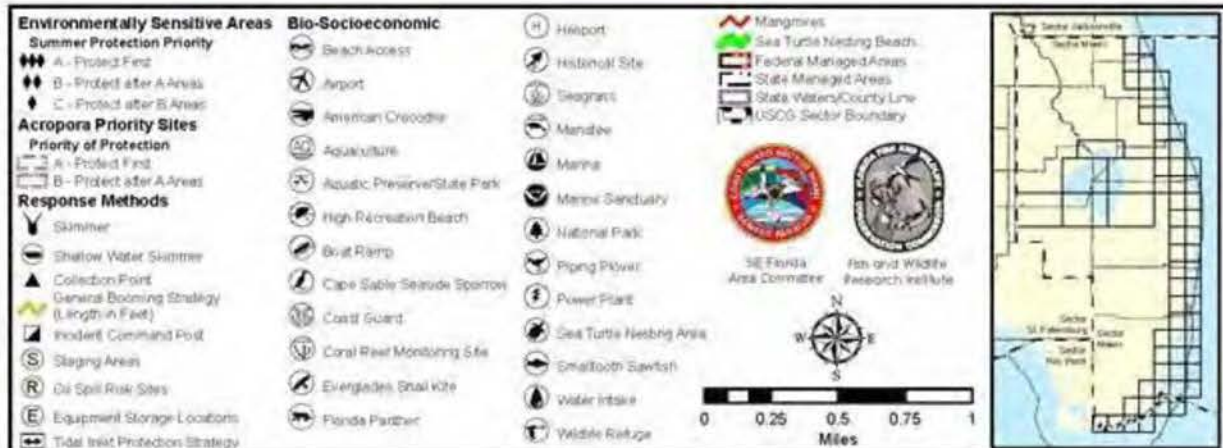 Environmentally Sensitive Areas
Summer Protection Priority
A - Protect First
B - Protect after A Areas
C - Protect after B Areas
Acropora Priority Sites
Priority of Protection
A - Protect First
B - Protect after A Areas
Response Methods
Skimmer
Shallow Water Skimmer
Collection Point
General Booming Strategy
(Length in Feet)
Incident Command Post
S Staging Areas
R Oil Spill Risk Sites
E Equipment Storage Locations
Tidal Inlet Protection Strategy
Bio-Socioeconomic
Beach Access
Airport
American Crocodile
AQ Aquaculture
Aquatic Preserve/State Park
High Recreation Beach
Boat Ramp
Cape Sable Seaside Sparrow
Coast Guard
Coral Reef Monitoring Site
Everglades Snail Kite
Florida Panther
H Heliport
Historical Site
Seagrass
Manatee
Marina
Marine Sanctuary
National Park
Piping Plover
Power Plant
Sea Turtle Nesting Area
Smalltooth Sawfish
Water Intake
Wildlife Refuge
Mangroves
Sea Turtle Nesting Beach
Federal Managed Areas
State Managed Areas
State Waters/County Line
USCG Sector Boundary
SE Florida
Area Committee
Fish and Wildlife
Research Institute
N
W E
S
0 0.25 0.5 0.75 1
Miles
Sector Jacksonville
Sector Miami
Sector
St. Petersburg
Sector
Miami
Sector
Key West